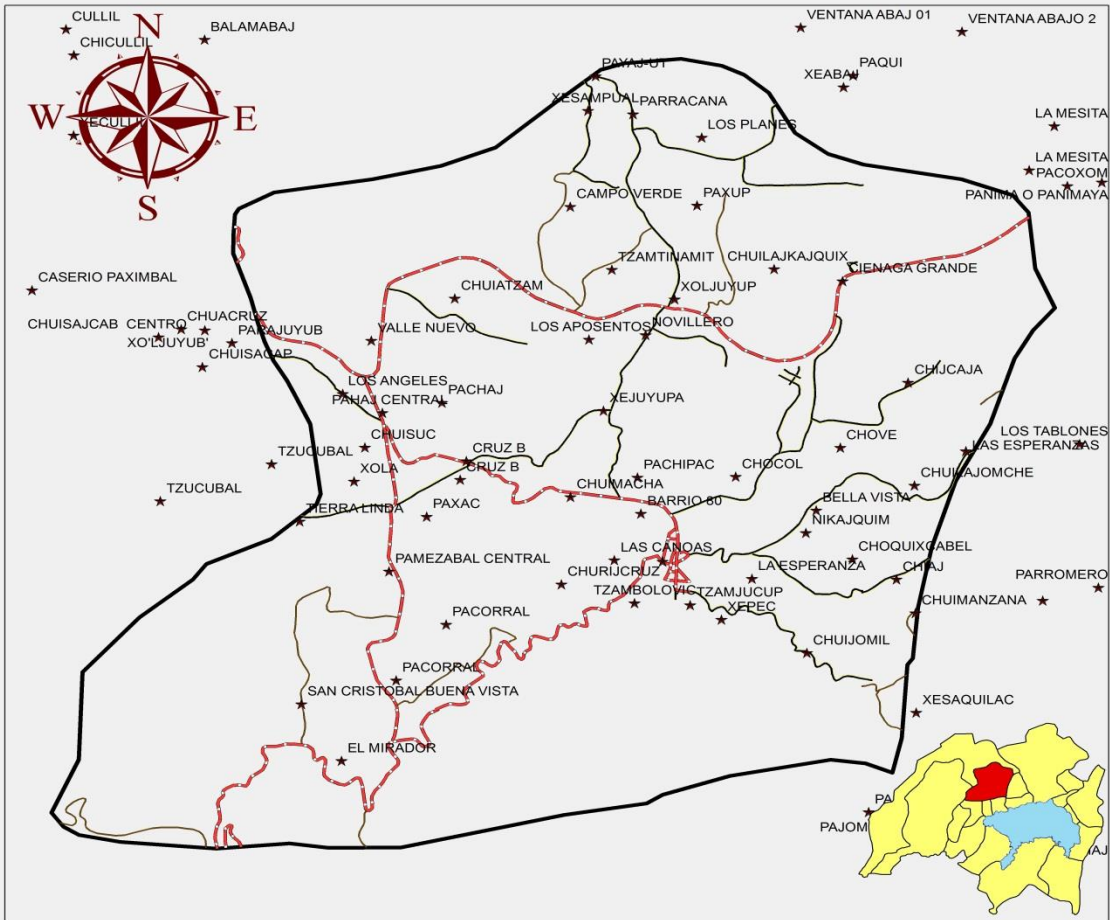 CULLIL
BALAMABAJ
CHICULLIL
VENTANA ABAJ 01
VENTANA ABAJO 2
N
W
E
S
XECULLIL
PAYAJ-UT
XEABAJ
PAQUI
XESAMPUAL
PARRACANA
LOS PLANES
LA MESITA
LA MESITA
PACOXOM
PANIMA O PANIMAYA
CAMPO VERDE
PAXUP
TZAMTINAMIT
CHUILAJKAJQUIX
CIENAGA GRANDE
CASERIO PAXIMBAL
CHUIATZAM
XOLJUYUP
CHUISAJCAB
CENTRO
CHUACRUZ
XO'LJUYUB'
PARAJUYUB
VALLE NUEVO
LOS APOSENTOS
NOVILLERO
CHUISACAP
LOS ANGELES
PAHAJ CENTRAL
PACHAJ
XEJUYUPA
CHIJCAJA
CHUISUC
CHOVE
LOS TABLONES
LAS ESPERANZAS
TZUCUBAL
XOLA
CRUZ B
CRUZ B
PACHIPAC
CHOCOL
CHUIKAJOMCHE
TZUCUBAL
TIERRA LINDA
PAXAC
CHUIMACHA
BARRIO 60
BELLA VISTA
NIKAJQUIM
PAMEZABAL CENTRAL
LAS CANOAS
CHURIJCRUZ
LA ESPERANZA
CHOQUIXCABEL
CHIAJ
PARROMERO
TZAMBOLOVIC
TZAMJUCUP
XEPEC
CHUIMANZANA
PACORRAL
CHUIJOMIL
PACORRAL
SAN CRISTOBAL BUENA VISTA
XESAQUILAC
EL MIRADOR
PA
PAJOM